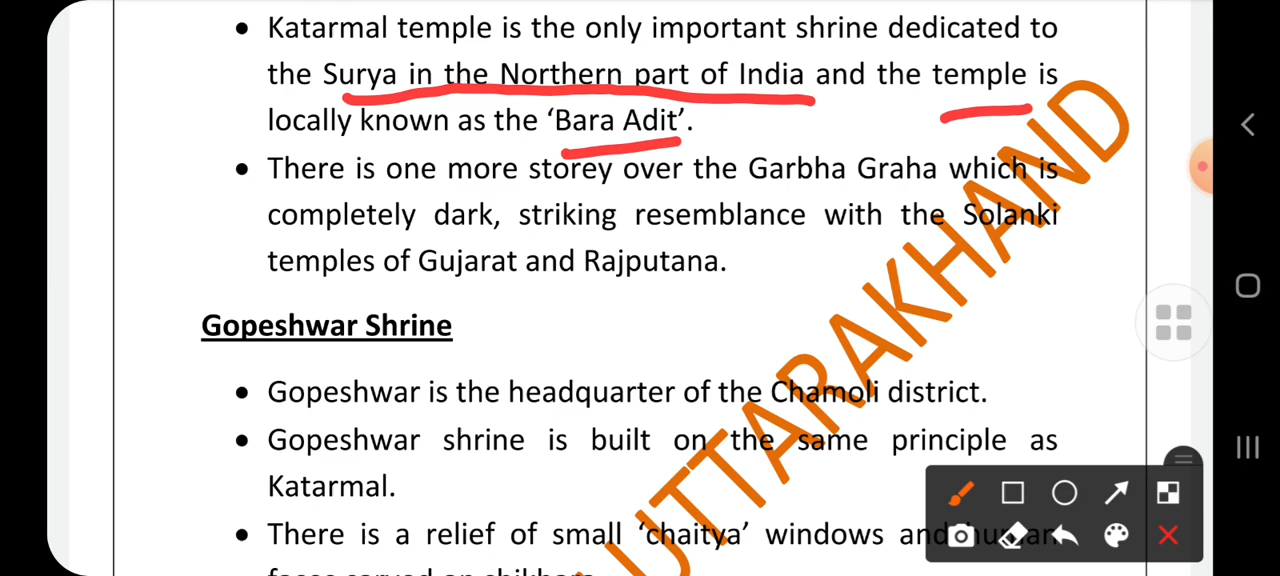 • Katarmal temple is the only important shrine dedicated to
the Surya in the Northern part of India and the temple is
locally known as the ‘Bara Adit’.
• There is one more storey over the Garbha Graha which is
completely dark, striking resemblance with the Solanki
temples of Gujarat and Rajputana.
Gopeshwar Shrine
• Gopeshwar is the headquarter of the Chamoli district.
• Gopeshwar shrine is built on the same principle as
Katarmal.
• There is a relief of small ‘chaitya’ windows and human
UTTARAKHAND